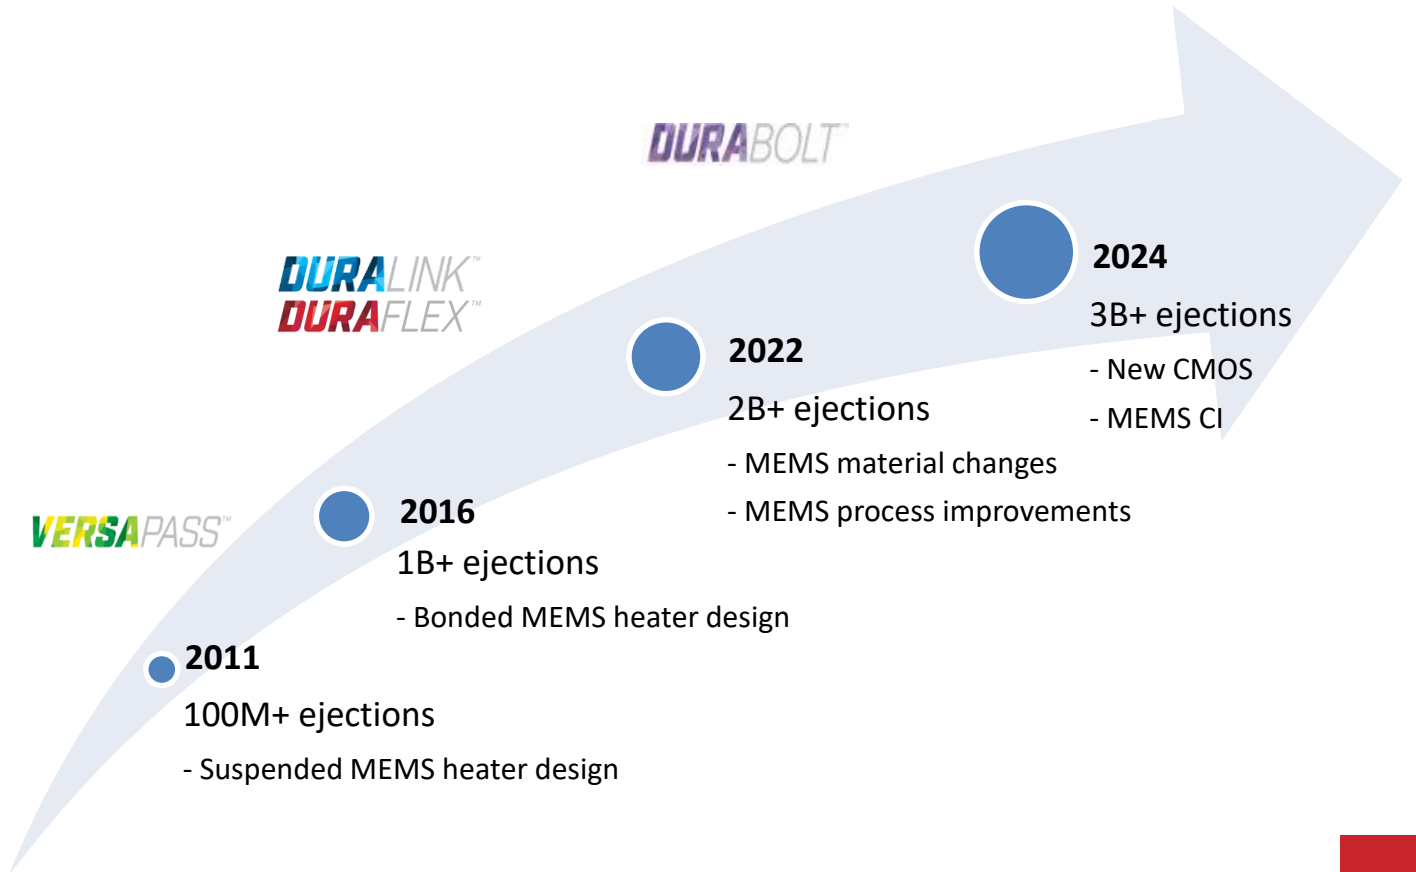 DURABOLT™
DURALINK™
DURAFLEX™
VERSAPASS™
2011
100M+ ejections
- Suspended MEMS heater design
2016
1B+ ejections
- Bonded MEMS heater design
2022
2B+ ejections
- MEMS material changes
- MEMS process improvements
2024
3B+ ejections
- New CMOS
- MEMS CI